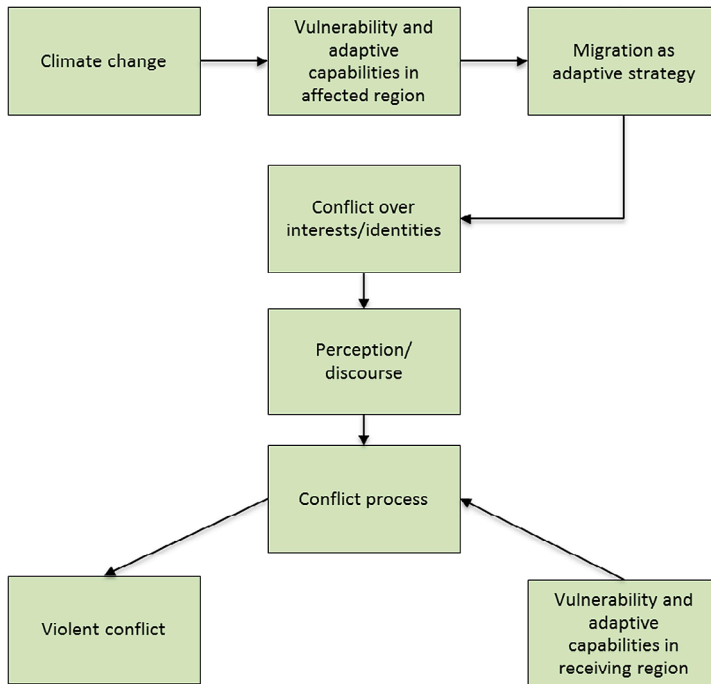 Climate change
Vulnerability and
adaptive
capabilities in
affected region
Migration as
adaptive strategy
Conflict over
interests/identities
Perception/
discourse
Conflict process
Violent conflict
Vulnerability and
adaptive
capabilities in
receiving region